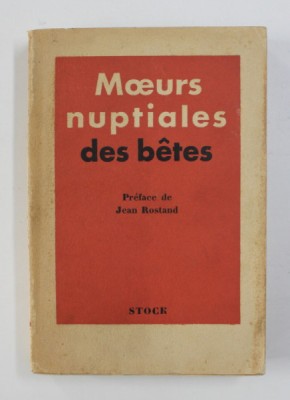 Mœurs
nuptiales
des bêtes
Préface de
Jean Rostand
STOCK